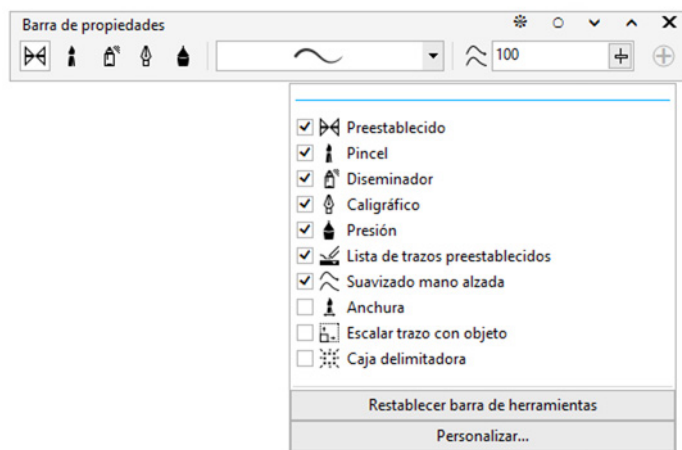 Barra de propiedades
100
Preestablecido
Pincel
Diseminador
Caligráfico
Presión
Lista de trazos preestablecidos
Suavizado mano alzada
Anchura
Escalar trazo con objeto
Caja delimitadora
Restablecer barra de herramientas
Personalizar...